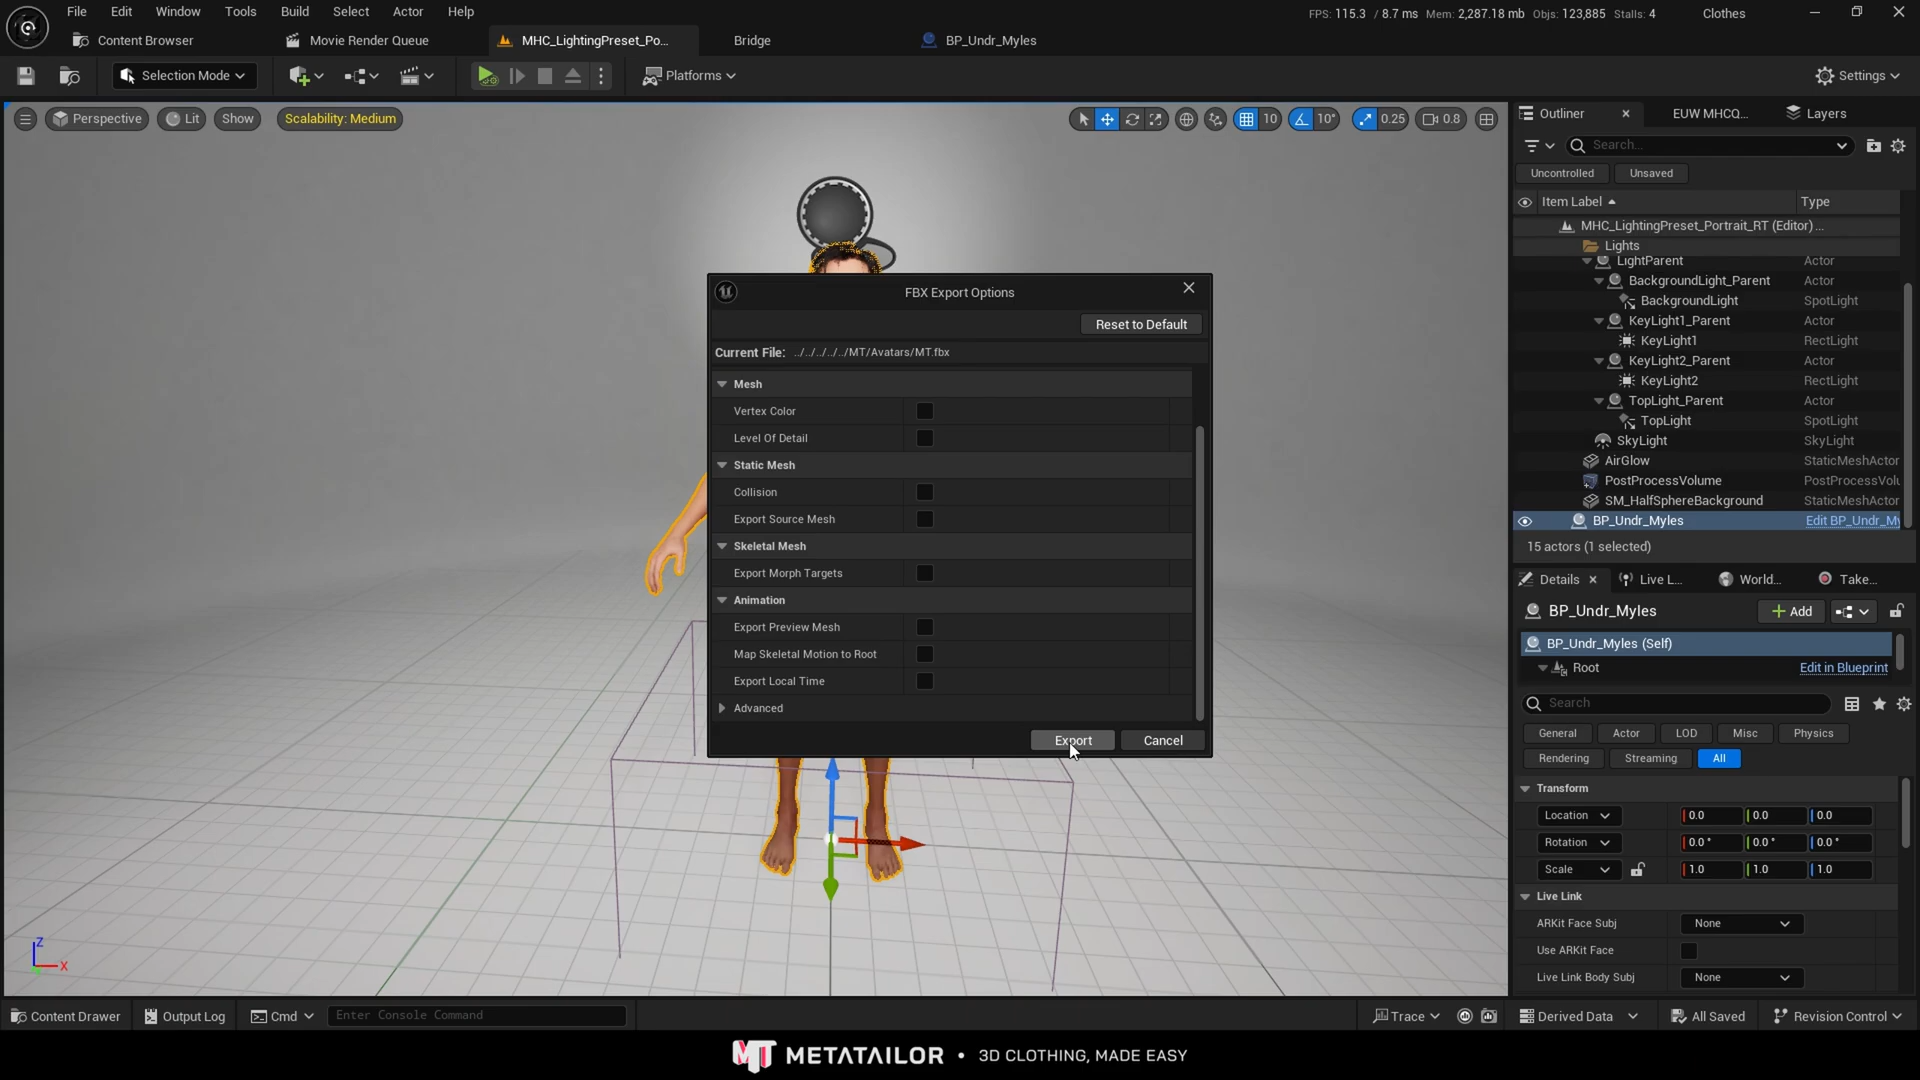 File Edit Window Tools Build Select Actor Help
FPS: 115.3 / 8.7 ms Mem: 2,287.18 mb Objs: 123,885 Stalls: 4 Clothes
Content Browser Movie Render Queue MHC_LightingPreset_Po... Bridge BP_Undr_Myles
Selection Mode Platforms Settings
Perspective Lit Show Scalability: Medium 10 10° 0.25 0.8
Outliner EUW MHCQ... Layers
Search...
Uncontrolled Unsaved
Item Label Type
MHC_LightingPreset_Portrait_RT (Editor)...
Lights
LightParent Actor
BackgroundLight_Parent Actor
BackgroundLight SpotLight
KeyLight1_Parent Actor
KeyLight1 RectLight
KeyLight2_Parent Actor
KeyLight2 RectLight
TopLight_Parent Actor
TopLight SpotLight
SkyLight SkyLight
AirGlow StaticMeshActor
PostProcessVolume PostProcessVolu
SM_HalfSphereBackground StaticMeshActor
BP_Undr_Myles Edit BP_Undr_My
15 actors (1 selected)
FBX Export Options
Reset to Default
Current File: ../../../../../MT/Avatars/MT.fbx
Mesh
Vertex Color
Level Of Detail
Static Mesh
Collision
Export Source Mesh
Skeletal Mesh
Export Morph Targets
Animation
Export Preview Mesh
Map Skeletal Motion to Root
Export Local Time
Advanced
Export Cancel
Details Live L... World... Take...
BP_Undr_Myles Add
BP_Undr_Myles (Self)
Root Edit in Blueprint
Search
General Actor LOD Misc Physics
Rendering Streaming All
Transform
Location 0.0 0.0 0.0
Rotation 0.0° 0.0° 0.0°
Scale 1.0 1.0 1.0
Live Link
ARKit Face Subj None
Use ARKit Face
Live Link Body Subj None
Z
X
Content Drawer Output Log Cmd Enter Console Command Trace Derived Data All Saved Revision Control
MT METATAILOR • 3D CLOTHING, MADE EASY